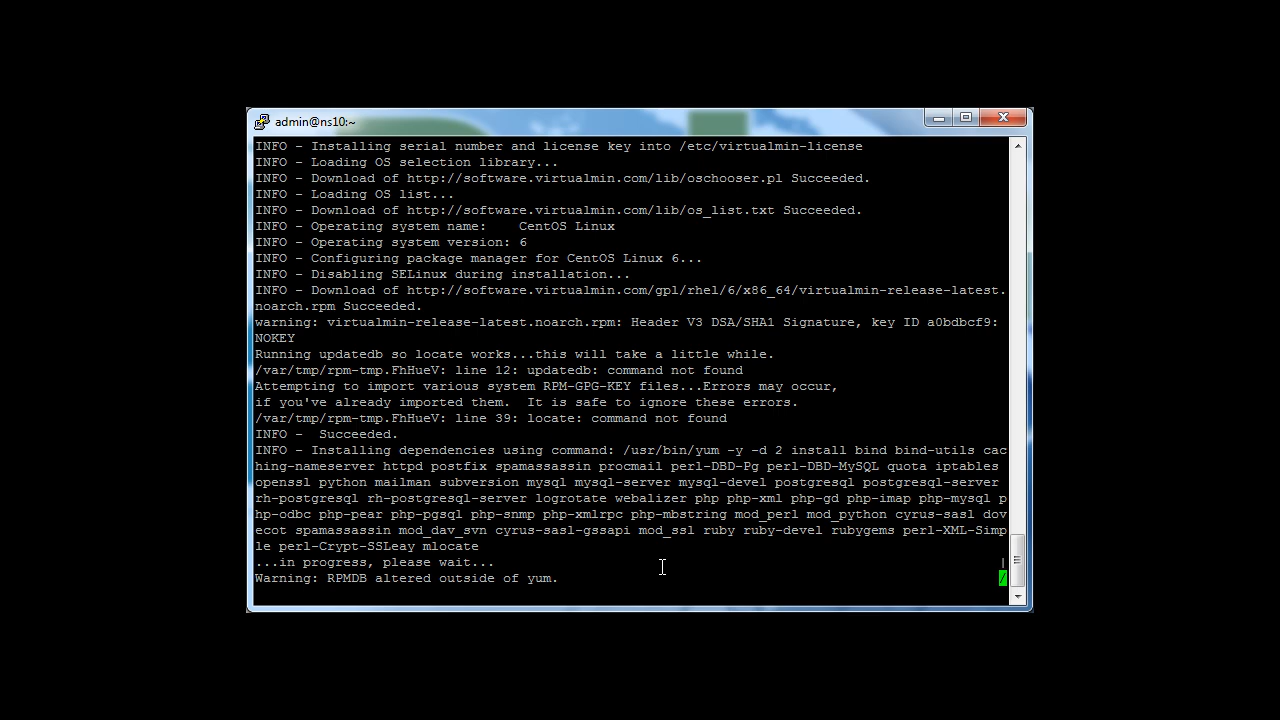 admin@ns10:~
INFO - Installing serial number and license key into /etc/virtualmin-license
INFO - Loading OS selection library...
INFO - Download of http://software.virtualmin.com/lib/oschooser.pl Succeeded.
INFO - Loading OS list...
INFO - Download of http://software.virtualmin.com/lib/os_list.txt Succeeded.
INFO - Operating system name:    CentOS Linux
INFO - Operating system version: 6
INFO - Configuring package manager for CentOS Linux 6...
INFO - Disabling SELinux during installation...
INFO - Download of http://software.virtualmin.com/gpl/rhel/6/x86_64/virtualmin-release-latest.
noarch.rpm Succeeded.
warning: virtualmin-release-latest.noarch.rpm: Header V3 DSA/SHA1 Signature, key ID a0bdbcf9:
NOKEY
Running updatedb so locate works...this will take a little while.
/var/tmp/rpm-tmp.FhHueV: line 12: updatedb: command not found
Attempting to import various system RPM-GPG-KEY files...Errors may occur,
if you've already imported them.  It is safe to ignore these errors.
/var/tmp/rpm-tmp.FhHueV: line 39: locate: command not found
INFO -  Succeeded.
INFO - Installing dependencies using command: /usr/bin/yum -y -d 2 install bind bind-utils cac
hing-nameserver httpd postfix spamassassin procmail perl-DBD-Pg perl-DBD-MySQL quota iptables
openssl python mailman subversion mysql mysql-server mysql-devel postgresql postgresql-server
rh-postgresql rh-postgresql-server logrotate webalizer php php-xml php-gd php-imap php-mysql p
hp-odbc php-pear php-pgsql php-snmp php-xmlrpc php-mbstring mod_perl mod_python cyrus-sasl dov
ecot spamassassin mod_dav_svn cyrus-sasl-gssapi mod_ssl ruby ruby-devel rubygems perl-XML-Simp
le perl-Crypt-SSLeay mlocate
...in progress, please wait... |
Warning: RPMDB altered outside of yum. /